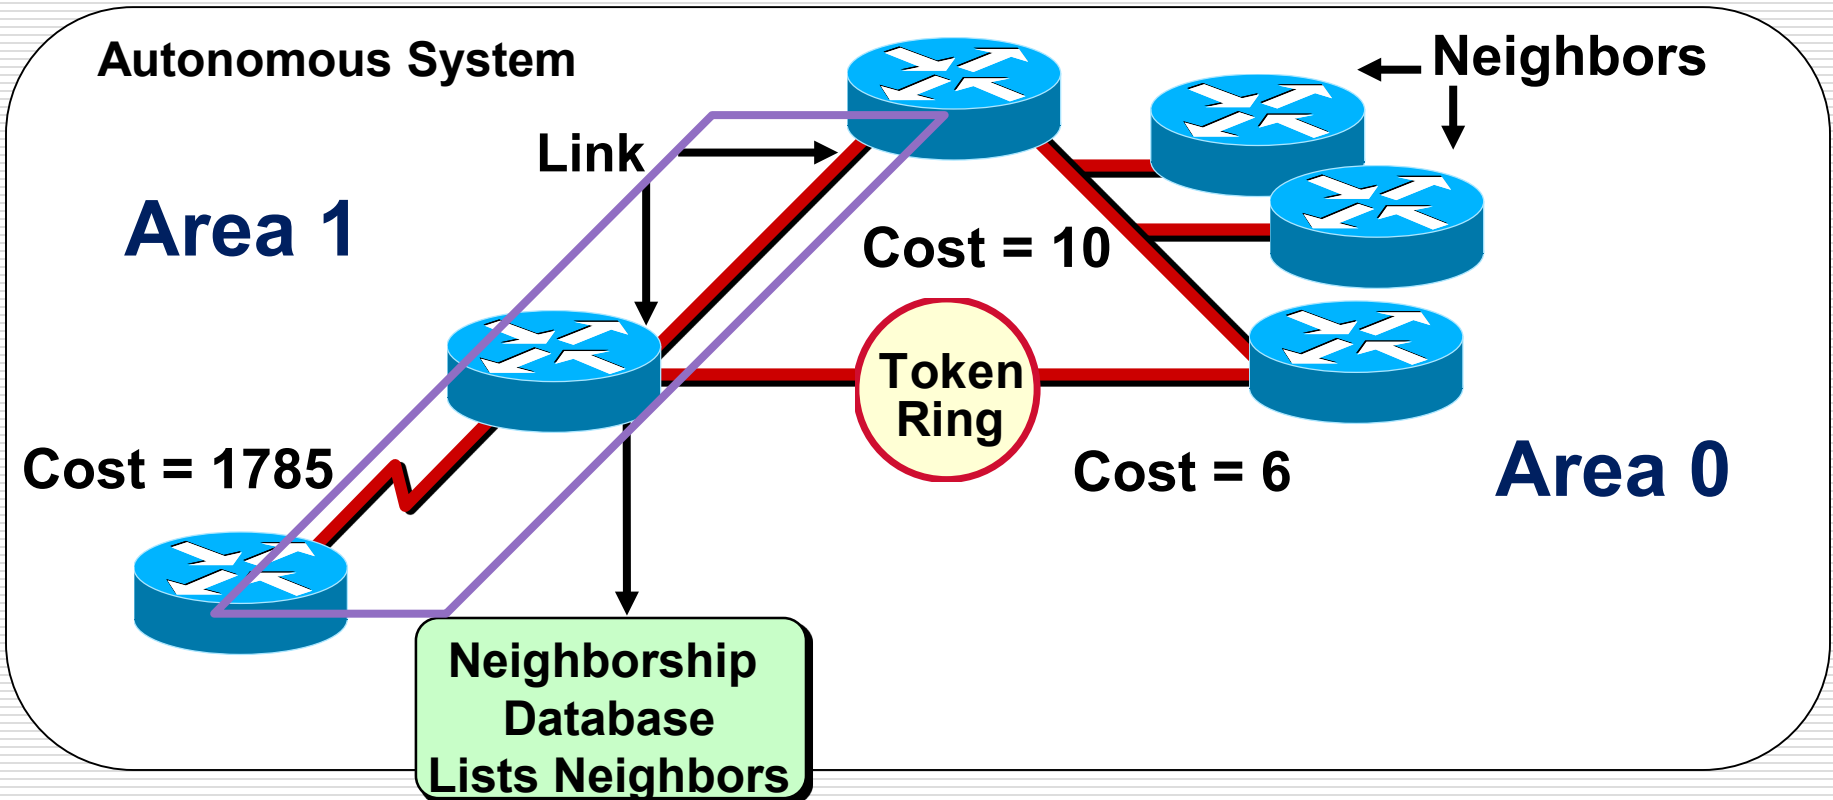 Autonomous System
Neighbors
Link
Area 1
Cost = 10
Token
Ring
Cost = 1785
Cost = 6
Area 0
Neighborship
Database
Lists Neighbors